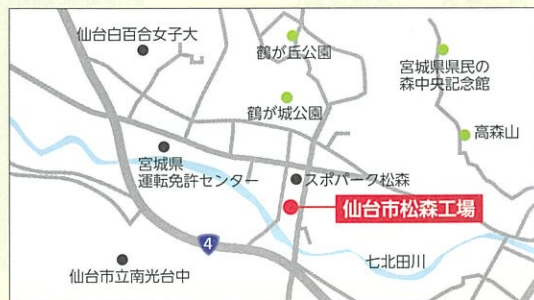 仙台白百合女子大
鶴が丘公園
宮城県県民の
森中央記念館
鶴が城公園
高森山
宮城県
運転免許センター
スポパーク松森
仙台市松森工場
4
七北田川
仙台市立南光台中